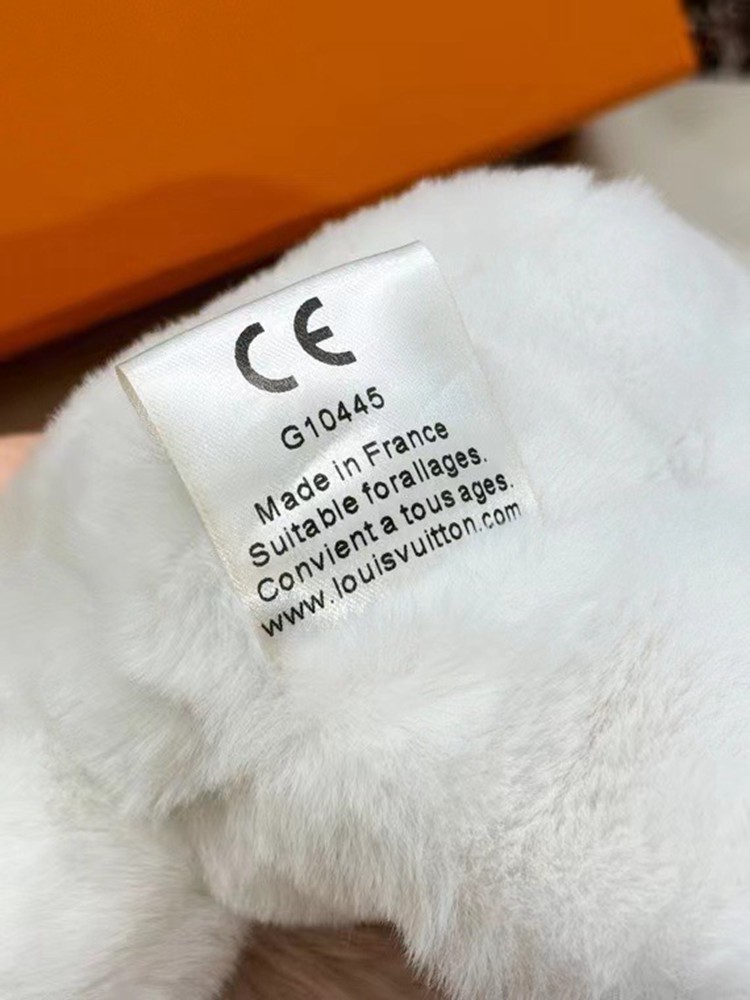 CE
G10445
Made in France
Suitable forallages.
Convient a tous ages.
www.louisvuitton.com